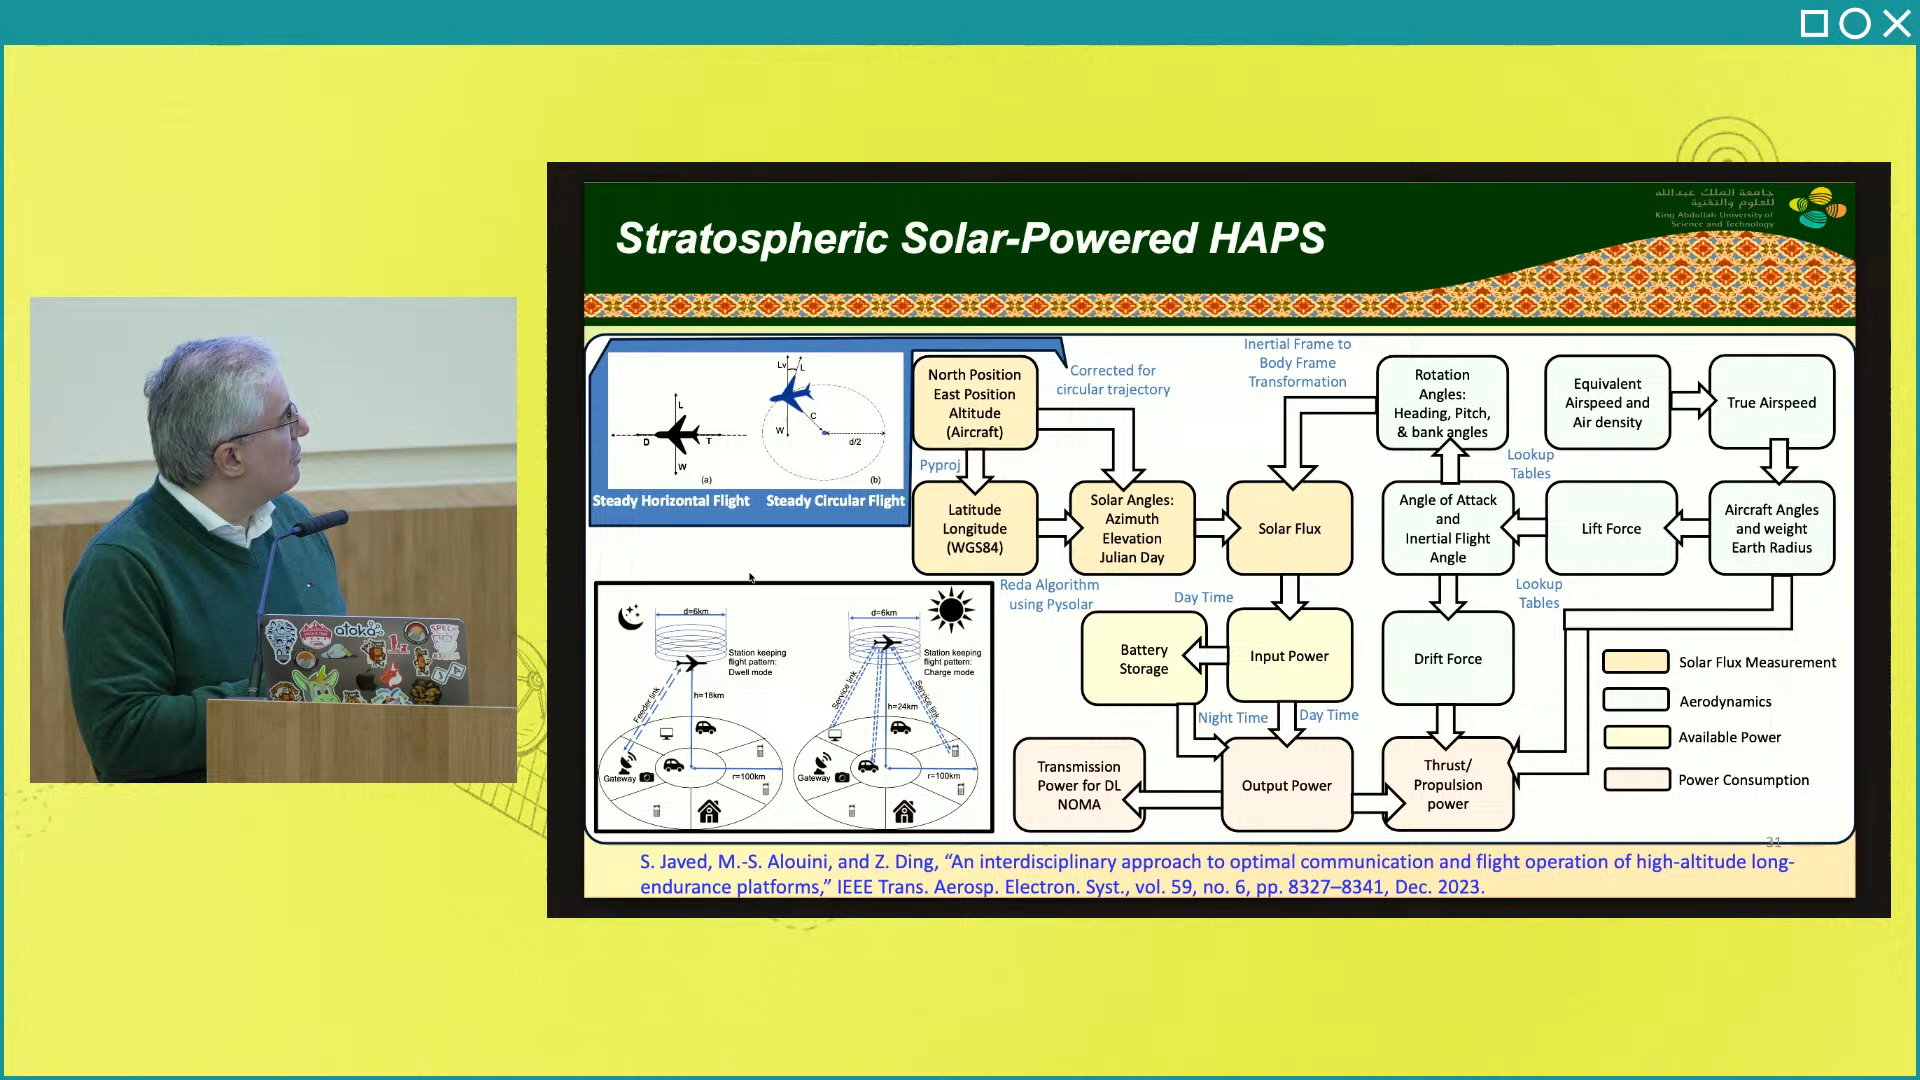 Stratospheric Solar-Powered HAPS
جامعة الملك عبدالله
للعلوم والتقنية
King Abdullah University of
Science and Technology
L
D
T
W
(a)
Lv
L
C
W
d/2
(b)
Steady Horizontal Flight
Steady Circular Flight
North Position
East Position
Altitude
(Aircraft)
Corrected for
circular trajectory
Inertial Frame to
Body Frame
Transformation
Rotation
Angles:
Heading, Pitch,
& bank angles
Equivalent
Airspeed and
Air density
True Airspeed
Pyproj
Lookup
Tables
Latitude
Longitude
(WGS84)
Solar Angles:
Azimuth
Elevation
Julian Day
Solar Flux
Angle of Attack
and
Inertial Flight
Angle
Lift Force
Aircraft Angles
and weight
Earth Radius
Reda Algorithm
using Pysolar
Day Time
Lookup
Tables
d=6km
Station keeping
flight pattern:
Dwell mode
Feeder link
h=18km
Gateway
r=100km
d=6km
Station keeping
flight pattern:
Charge mode
Service link
Service link
h=24km
Gateway
r=100km
Battery
Storage
Input Power
Drift Force
Night Time
Day Time
Transmission
Power for DL
NOMA
Output Power
Thrust/
Propulsion
power
Solar Flux Measurement
Aerodynamics
Available Power
Power Consumption
31
S. Javed, M.-S. Alouini, and Z. Ding, “An interdisciplinary approach to optimal communication and flight operation of high-altitude long-
endurance platforms,” IEEE Trans. Aerosp. Electron. Syst., vol. 59, no. 6, pp. 8327–8341, Dec. 2023.
atoka
SPECK